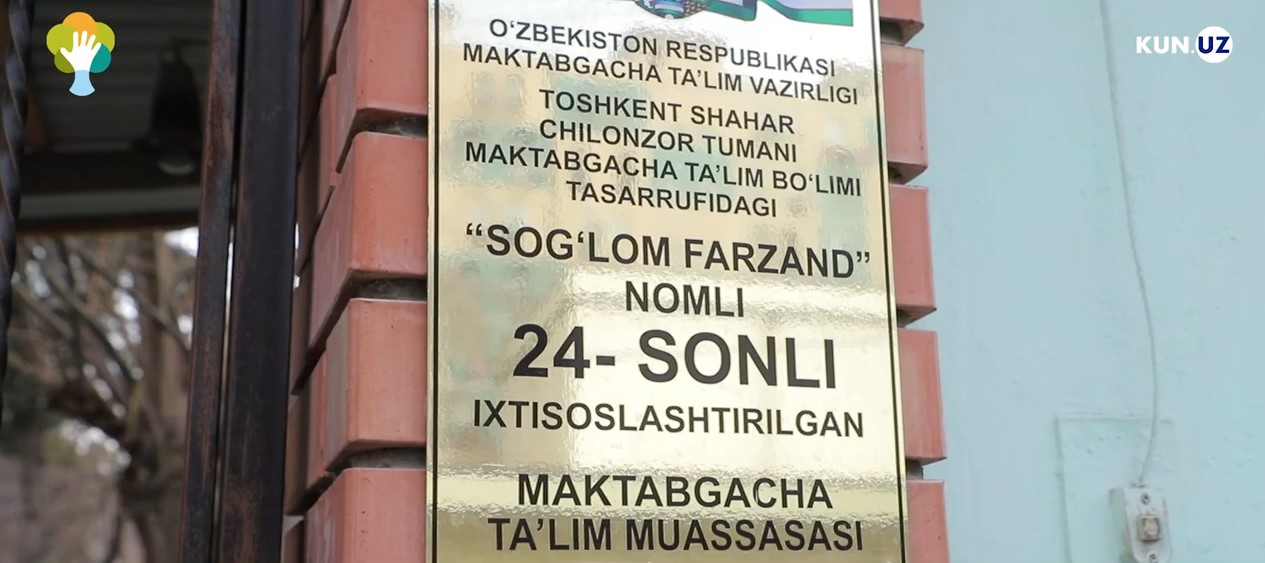 KUN.UZ
O‘ZBEKISTON RESPUBLIKASI
MAKTABGACHA TA’LIM VAZIRLIGI
TOSHKENT SHAHAR
CHILONZOR TUMANI
MAKTABGACHA TA’LIM BO‘LIMI
TASARRUFIDAGI
“SOG‘LOM FARZAND”
NOMLI
24- SONLI
IXTISOSLASHTIRILGAN
MAKTABGACHA
TA’LIM MUASSASASI